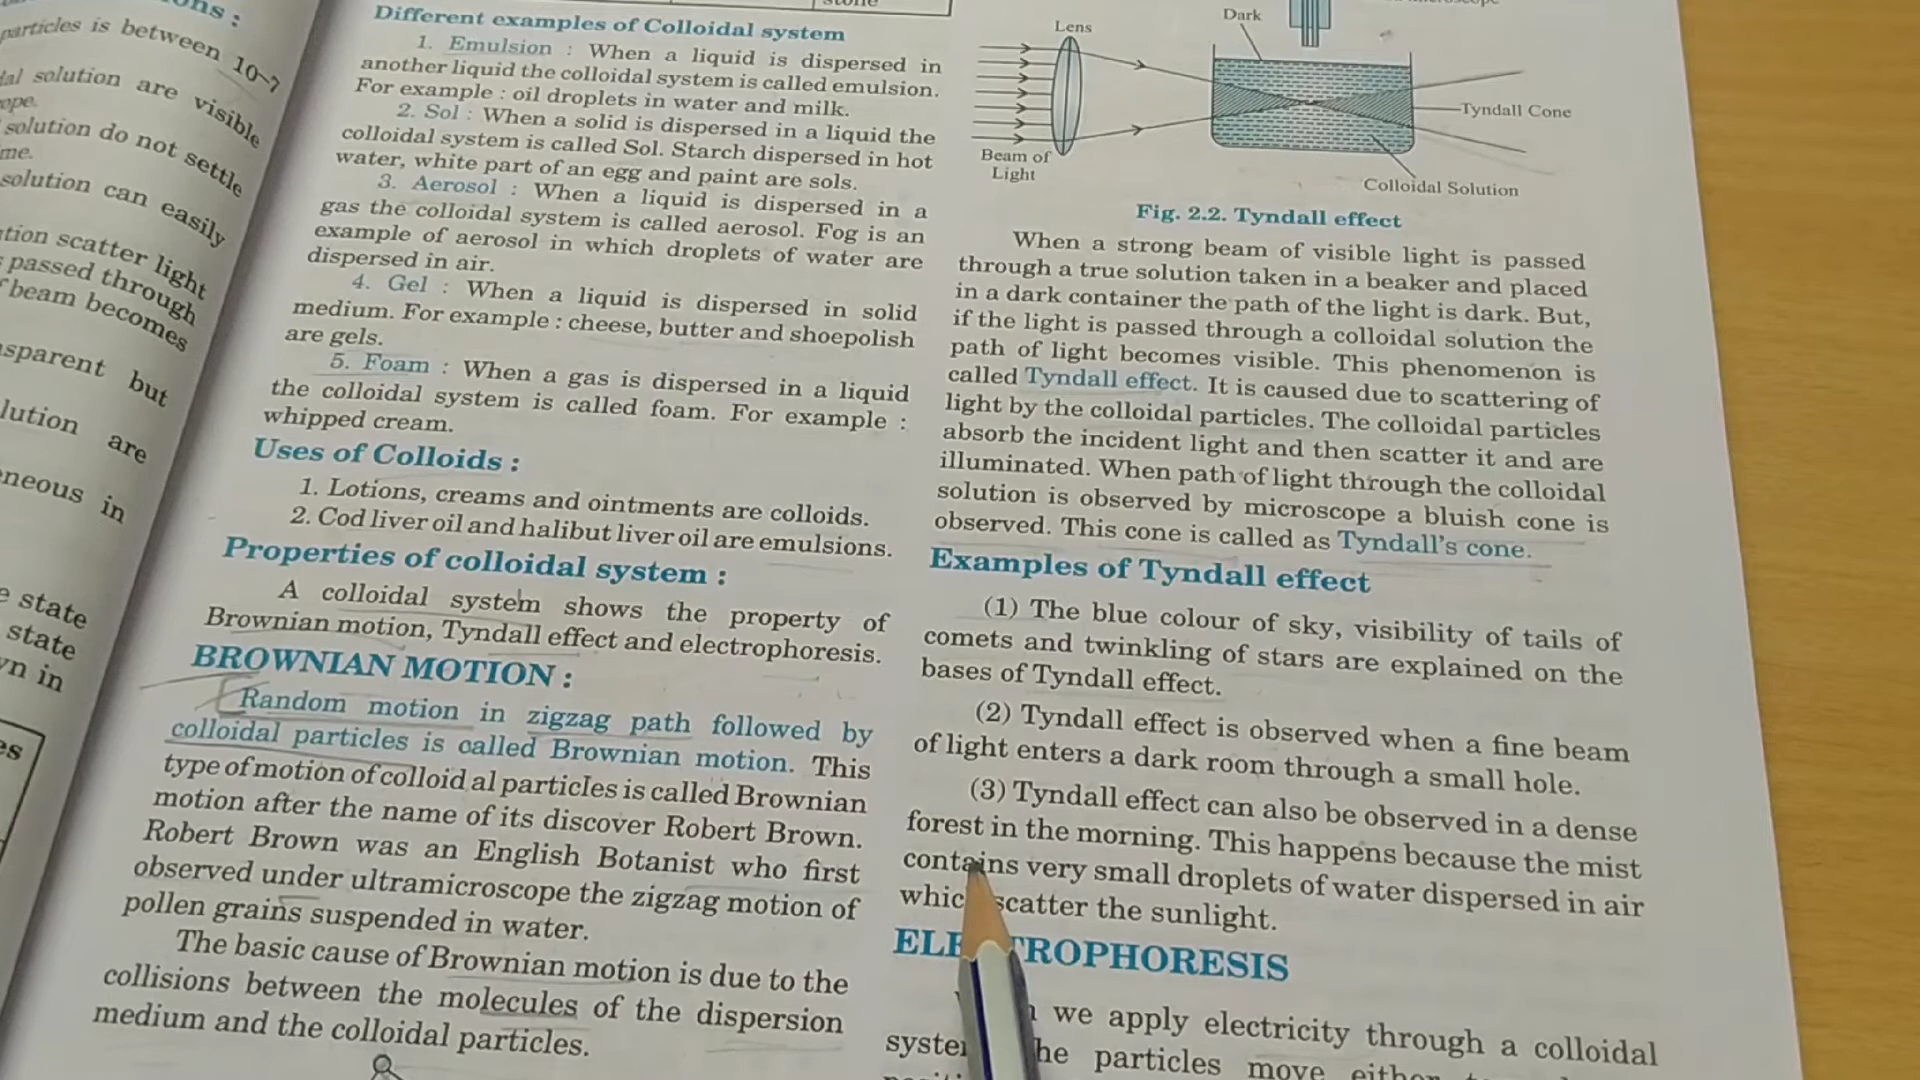 ons :
particles is between 10-7
solution are visible
ope.
solution do not settle
me.
solution can easily
scatter light
passed through
beam becomes
but
are
in
state
state
in
Different examples of Colloidal system
1. Emulsion : When a liquid is dispersed in
another liquid the colloidal system is called emulsion.
For example : oil droplets in water and milk.
2. Sol : When a solid is dispersed in a liquid the
colloidal system is called Sol. Starch dispersed in hot
water, white part of an egg and paint are sols.
3. Aerosol : When a liquid is dispersed in a
gas the colloidal system is called aerosol. Fog is an
example of aerosol in which droplets of water are
dispersed in air.
4. Gel : When a liquid is dispersed in solid
medium. For example : cheese, butter and shoepolish
are gels.
5. Foam : When a gas is dispersed in a liquid
the colloidal system is called foam. For example :
whipped cream.
Uses of Colloids :
1. Lotions, creams and ointments are colloids.
2. Cod liver oil and halibut liver oil are emulsions.
Properties of colloidal system :
A colloidal system shows the property of
Brownian motion, Tyndall effect and electrophoresis.
BROWNIAN MOTION :
Random motion in zigzag path followed by
colloidal particles is called Brownian motion. This
type of motion of colloid al particles is called Brownian
motion after the name of its discover Robert Brown.
Robert Brown was an English Botanist who first
observed under ultramicroscope the zigzag motion of
pollen grains suspended in water.
The basic cause of Brownian motion is due to the
collisions between the molecules of the dispersion
medium and the colloidal particles.
Lens
Dark
Tyndall Cone
Beam of
Light
Colloidal Solution
Fig. 2.2. Tyndall effect
When a strong beam of visible light is passed
through a true solution taken in a beaker and placed
in a dark container the path of the light is dark. But,
if the light is passed through a colloidal solution the
path of light becomes visible. This phenomenon is
called Tyndall effect. It is caused due to scattering of
light by the colloidal particles. The colloidal particles
absorb the incident light and then scatter it and are
illuminated. When path of light through the colloidal
solution is observed by microscope a bluish cone is
observed. This cone is called as Tyndall's cone.
Examples of Tyndall effect
(1) The blue colour of sky, visibility of tails of
comets and twinkling of stars are explained on the
bases of Tyndall effect.
(2) Tyndall effect is observed when a fine beam
of light enters a dark room through a small hole.
(3) Tyndall effect can also be observed in a dense
forest in the morning. This happens because the mist
contains very small droplets of water dispersed in air
which scatter the sunlight.
ELECTROPHORESIS
we apply electricity through a colloidal
the particles move either